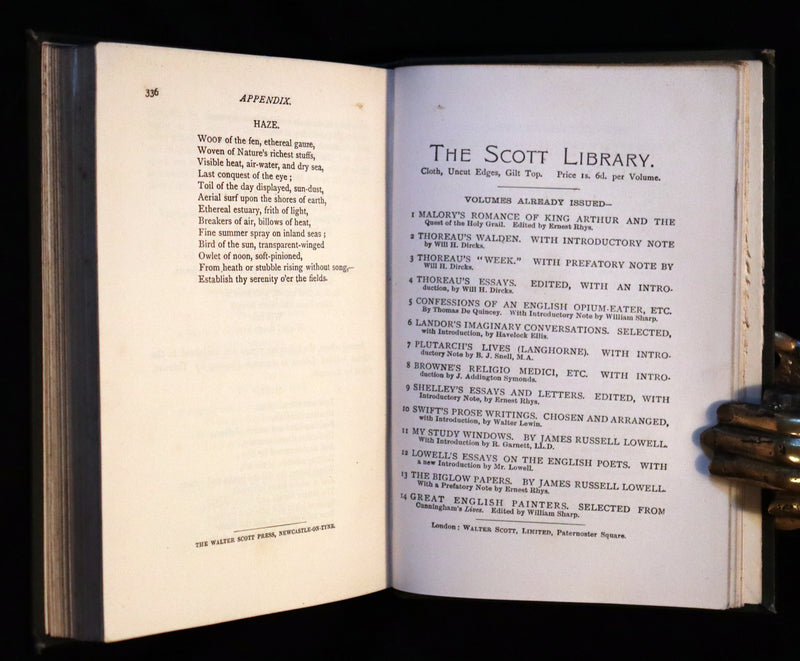 336
APPENDIX.
HAZE.
WOOF of the fen, ethereal gauze,
Woven of Nature's richest stuffs,
Visible heat, air-water, and dry sea,
Last conquest of the eye ;
Toil of the day displayed, sun-dust,
Aerial surf upon the shores of earth,
Ethereal estuary, frith of light,
Breakers of air, billows of heat,
Fine summer spray on inland seas ;
Bird of the sun, transparent-winged
Owlet of noon, soft-pinioned,
From heath or stubble rising without song,—
Establish thy serenity o'er the fields.
THE WALTER SCOTT PRESS, NEWCASTLE-ON-TYNE.
THE SCOTT LIBRARY.
Cloth, Uncut Edges, Gilt Top. Price 1s. 6d. per Volume.
VOLUMES ALREADY ISSUED—
1 MALORY'S ROMANCE OF KING ARTHUR AND THE
Quest of the Holy Grail. Edited by Ernest Rhys.
2 THOREAU'S WALDEN. WITH INTRODUCTORY NOTE
by Will H. Dircks.
3 THOREAU'S "WEEK." WITH PREFATORY NOTE BY
Will H. Dircks.
4 THOREAU'S ESSAYS. EDITED, WITH AN INTRO-
duction, by Will H. Dircks.
5 CONFESSIONS OF AN ENGLISH OPIUM-EATER, ETC.
By Thomas De Quincey. With Introductory Note by William Sharp.
6 LANDOR'S IMAGINARY CONVERSATIONS. SELECTED,
with Introduction, by Havelock Ellis.
7 PLUTARCH'S LIVES (LANGHORNE). WITH INTRO-
ductory Note by B. J. Snell, M.A.
8 BROWNE'S RELIGIO MEDICI, ETC. WITH INTRO-
duction by J. Addington Symonds.
9 SHELLEY'S ESSAYS AND LETTERS. EDITED, WITH
Introductory Note, by Ernest Rhys.
10 SWIFT'S PROSE WRITINGS. CHOSEN AND ARRANGED,
with Introduction, by Walter Lewin.
11 MY STUDY WINDOWS. BY JAMES RUSSELL LOWELL.
With Introduction by R. Garnett, LL.D.
12 LOWELL'S ESSAYS ON THE ENGLISH POETS. WITH
a new Introduction by Mr. Lowell.
13 THE BIGLOW PAPERS. BY JAMES RUSSELL LOWELL.
With a Prefatory Note by Ernest Rhys.
14 GREAT ENGLISH PAINTERS. SELECTED FROM
Cunningham's Lives. Edited by William Sharp.
London : WALTER SCOTT, LIMITED, Paternoster Square.